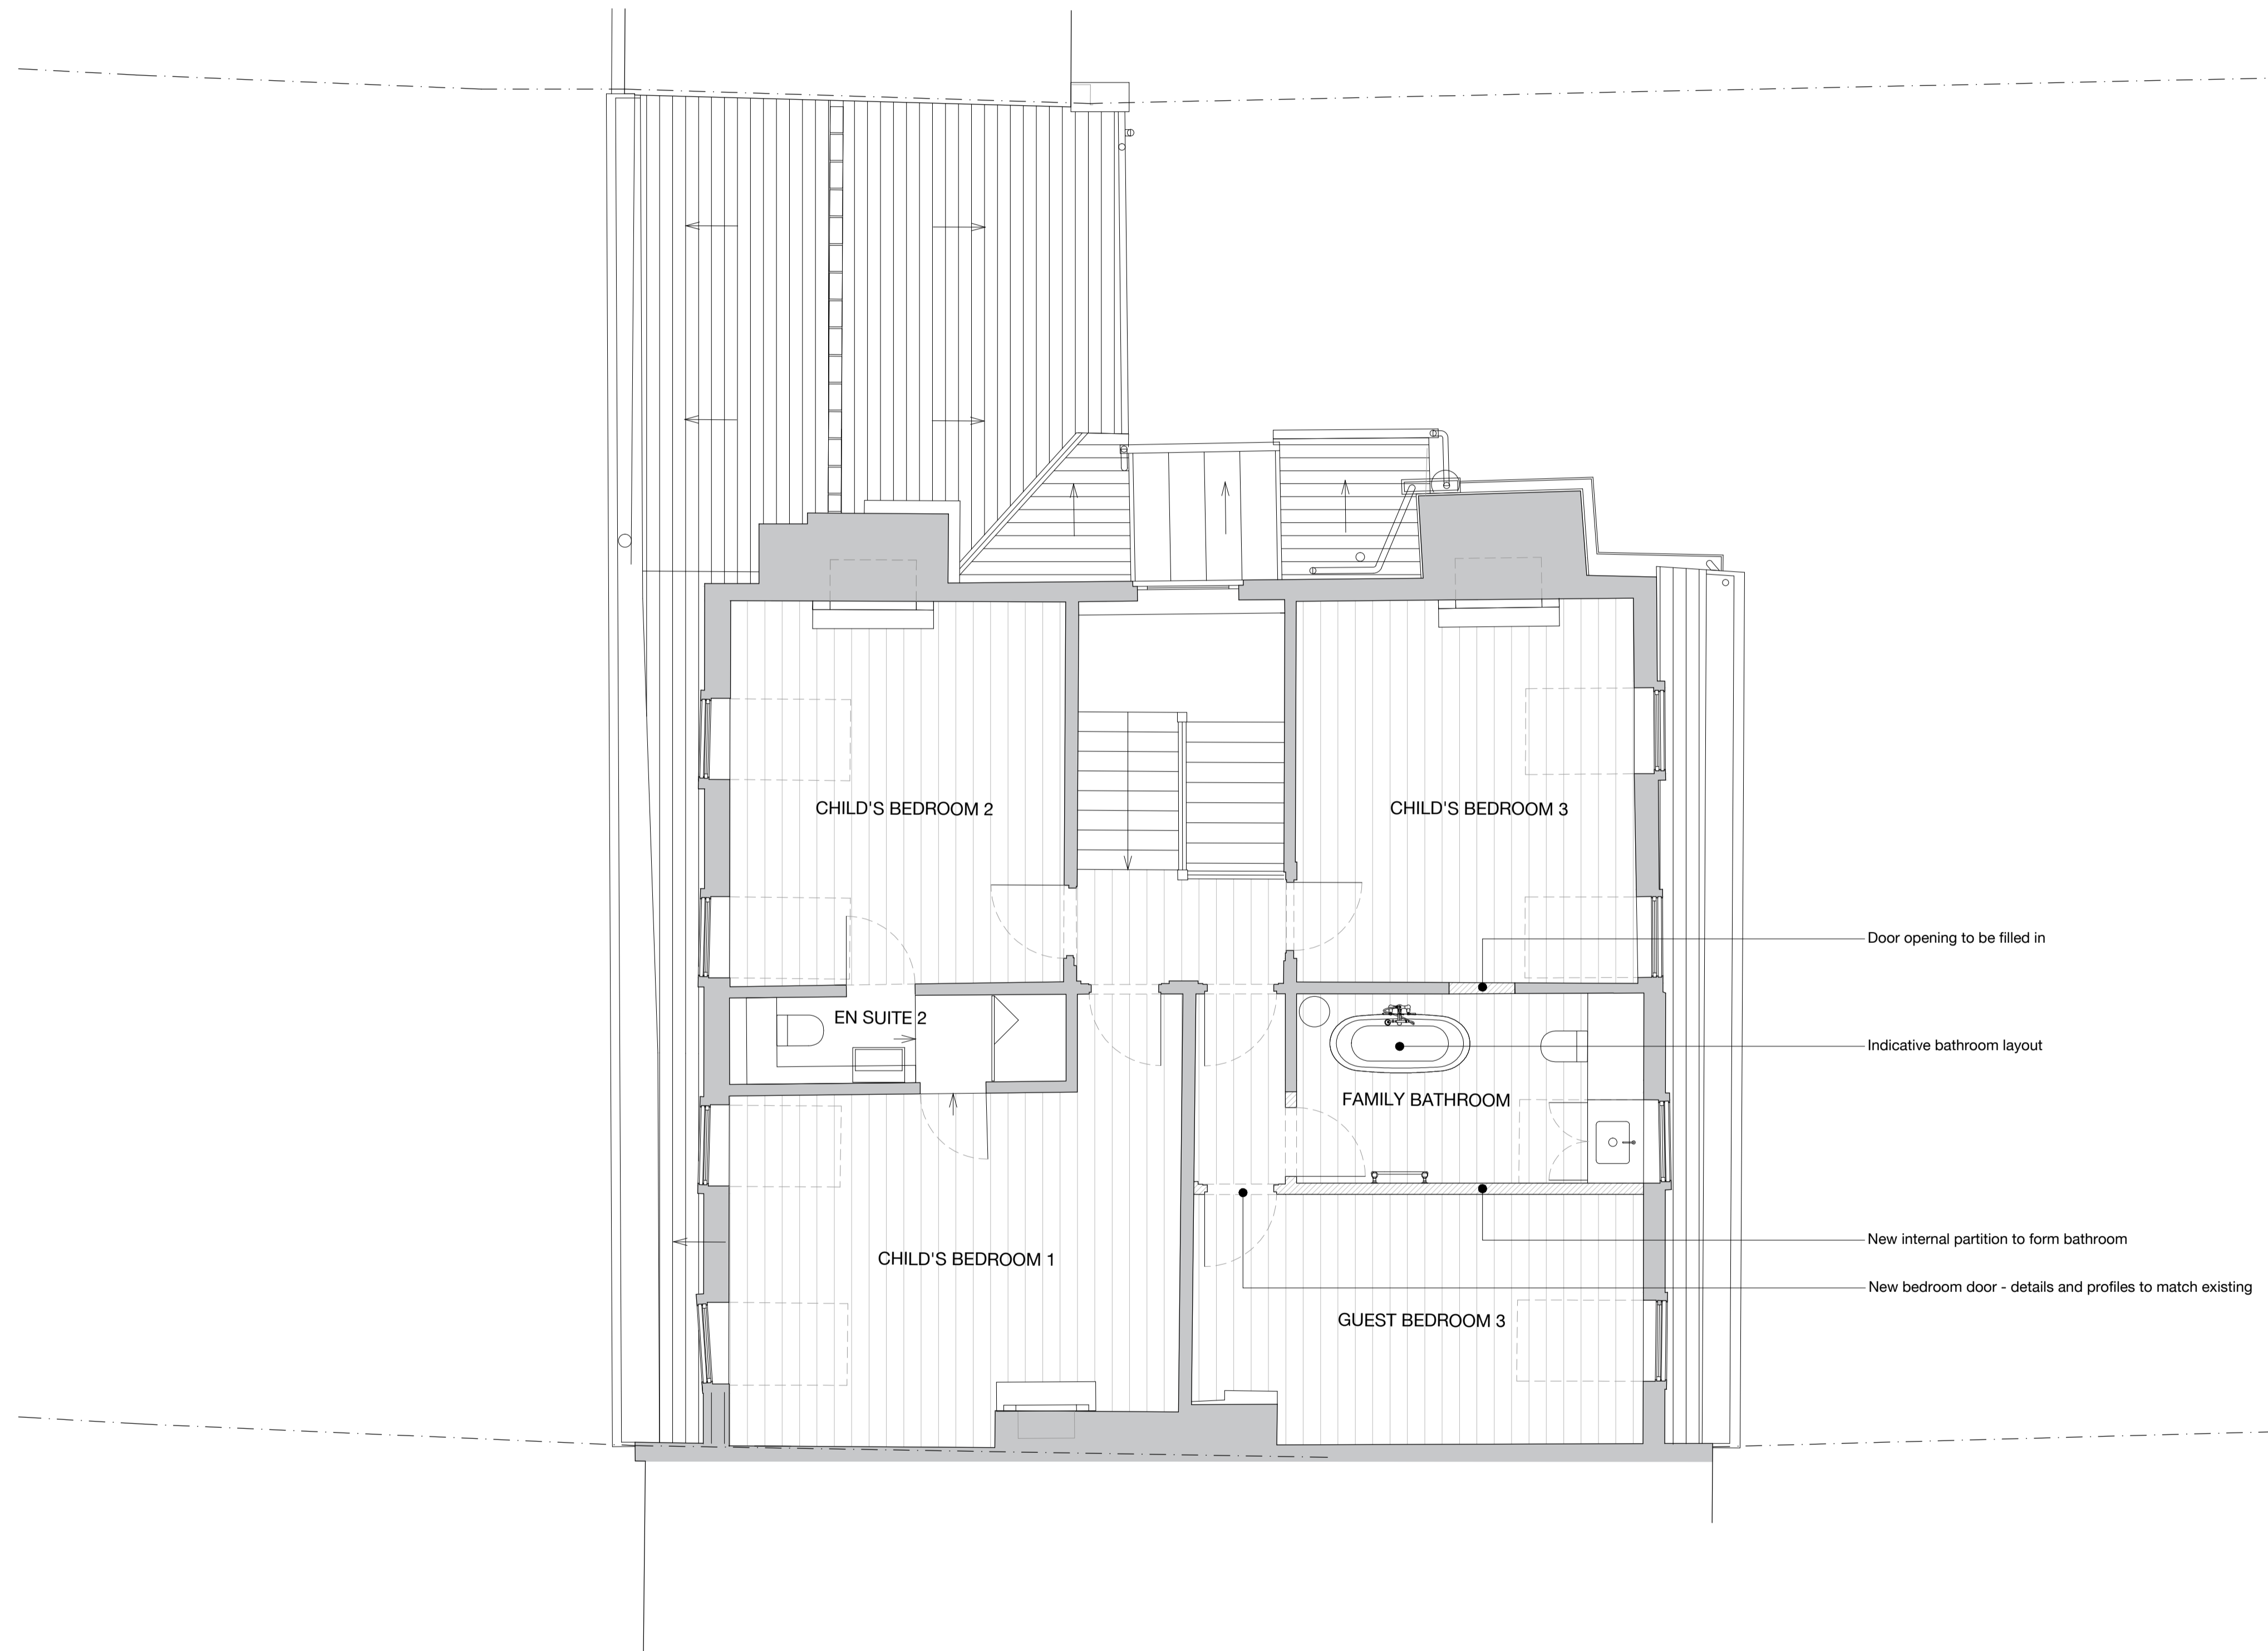 CHILD'S BEDROOM 2
CHILD'S BEDROOM 3
Door opening to be filled in
EN SUITE 2
Indicative bathroom layout
FAMILY BATHROOM
New internal partition to form bathroom
CHILD'S BEDROOM 1
New bedroom door - details and profiles to match existing
GUEST BEDROOM 3